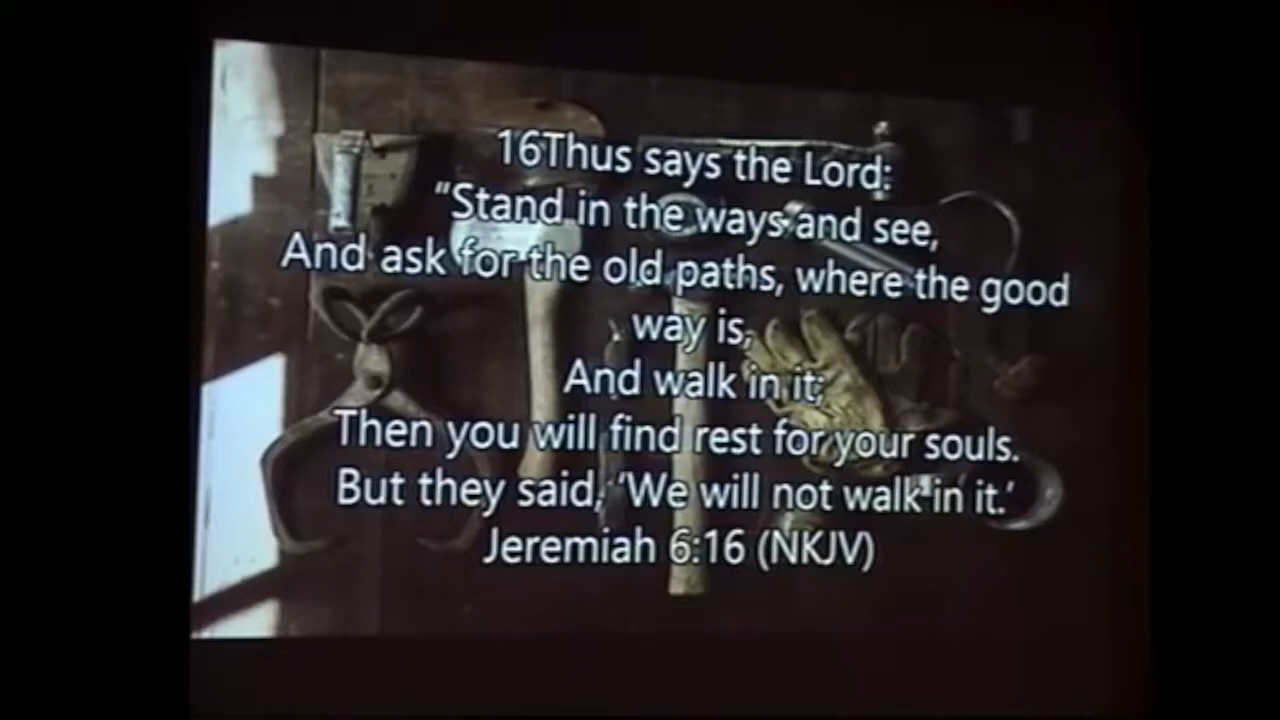 16Thus says the Lord:
“Stand in the ways and see,
And ask for the old paths, where the good
way is,
And walk in it;
Then you will find rest for your souls.
But they said, ‘We will not walk in it.’
Jeremiah 6:16 (NKJV)